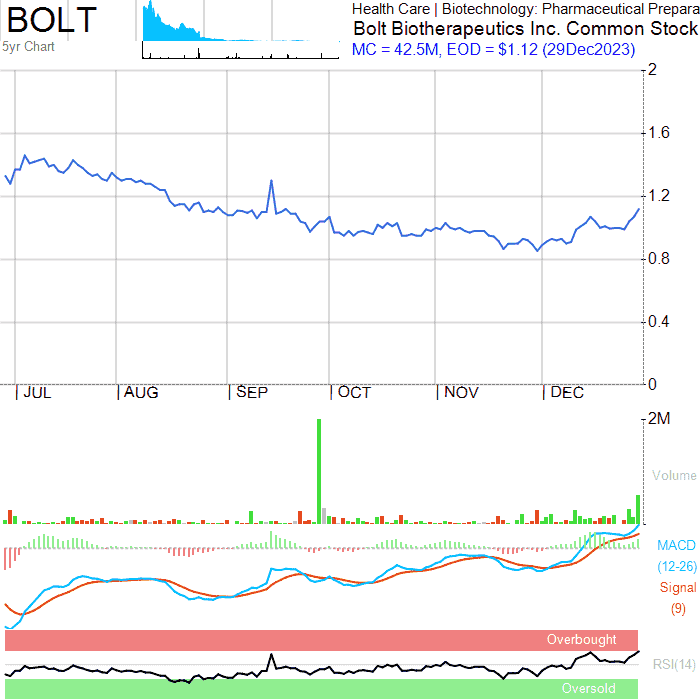 BOLT
5yr Chart
Health Care | Biotechnology: Pharmaceutical Prepara
Bolt Biotherapeutics Inc. Common Stock
MC = 42.5M, EOD = $1.12 (29Dec2023)
2
1.6
1.2
0.8
0.4
0
| JUL | AUG | SEP | OCT | NOV | DEC
2M
Volume
MACD
(12-26)
Signal
(9)
Overbought
RSI(14)
Oversold